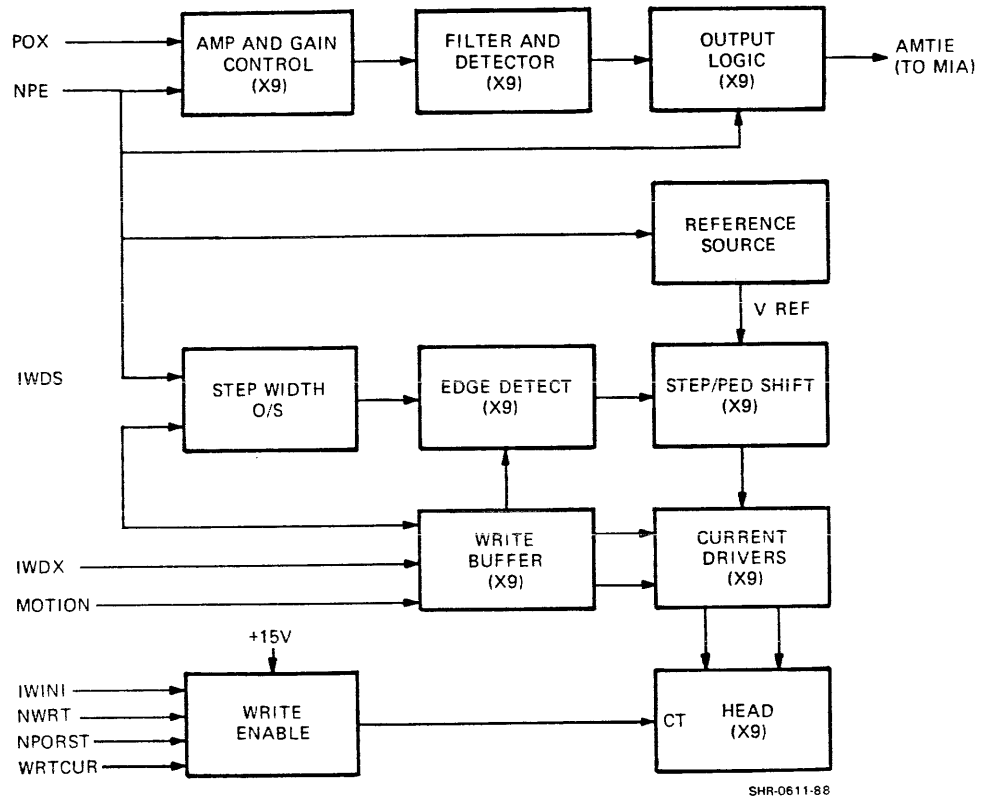 POX
NPE
AMP AND GAIN
CONTROL
(X9)
FILTER AND
DETECTOR
(X9)
OUTPUT
LOGIC
(X9)
AMTIE
(TO MIA)
REFERENCE
SOURCE
V REF
IWDS
STEP WIDTH
O/S
EDGE DETECT
(X9)
STEP/PED SHIFT
(X9)
IWDX
MOTION
WRITE
BUFFER
(X9)
CURRENT
DRIVERS
(X9)
+15V
IWINI
NWRT
NPORST
WRTCUR
WRITE
ENABLE
CT
HEAD
(X9)
SHR-0611-88